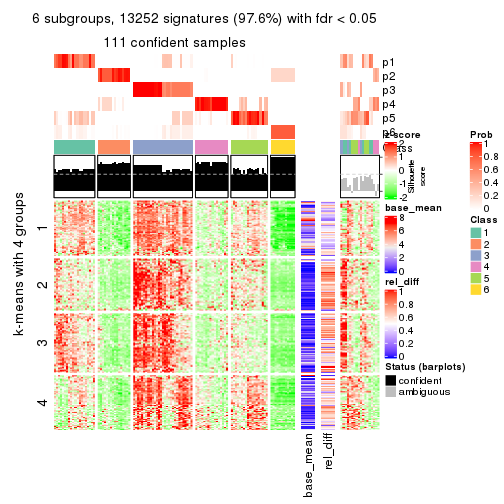 6 subgroups, 13252 signatures (97.6%) with fdr < 0.05
111 confident samples
p1
p2
p3
p4
p5
p6
Class
Silhouette
score
k-means with 4 groups
1
2
3
4
base_mean
rel_diff
z-score
2
1
0
-1
-2
base_mean
8
6
4
2
0
rel_diff
1
0.8
0.6
0.4
0.2
0
Status (barplots)
confident
ambiguous
Prob
1
0.8
0.6
0.4
0.2
0
Class
1
2
3
4
5
6